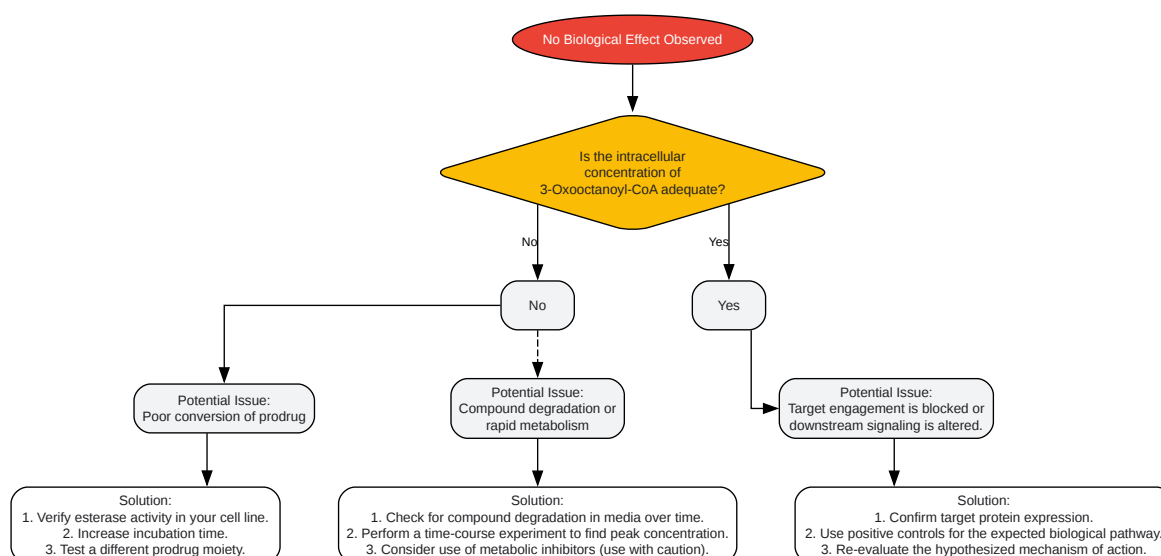 No Biological Effect Observed
Is the intracellular
concentration of
3-Oxooctanoyl-CoA adequate?
No
Yes
No
Yes
Potential Issue:
Poor conversion of prodrug
Potential Issue:
Compound degradation or
rapid metabolism
Potential Issue:
Target engagement is blocked or
downstream signaling is altered.
Solution:
1. Verify esterase activity in your cell line.
2. Increase incubation time.
3. Test a different prodrug moiety.
Solution:
1. Check for compound degradation in media over time.
2. Perform a time-course experiment to find peak concentration.
3. Consider use of metabolic inhibitors (use with caution).
Solution:
1. Confirm target protein expression.
2. Use positive controls for the expected biological pathway.
3. Re-evaluate the hypothesized mechanism of action.